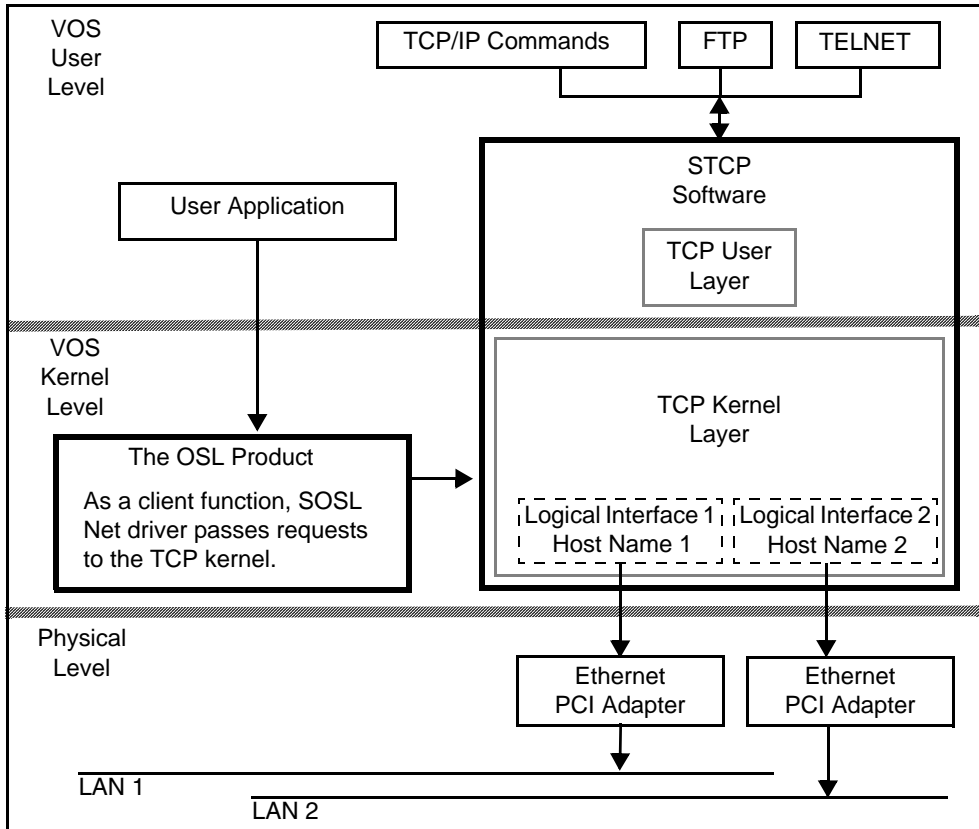 VOS
User
Level
TCP/IP Commands
FTP
TELNET
STCP
Software
User Application
TCP User
Layer
VOS
Kernel
Level
TCP Kernel
Layer
The OSL Product
As a client function, SOSL
Net driver passes requests
to the TCP kernel.
Logical Interface 1
Host Name 1
Logical Interface 2
Host Name 2
Physical
Level
Ethernet
PCI Adapter
Ethernet
PCI Adapter
LAN 1
LAN 2